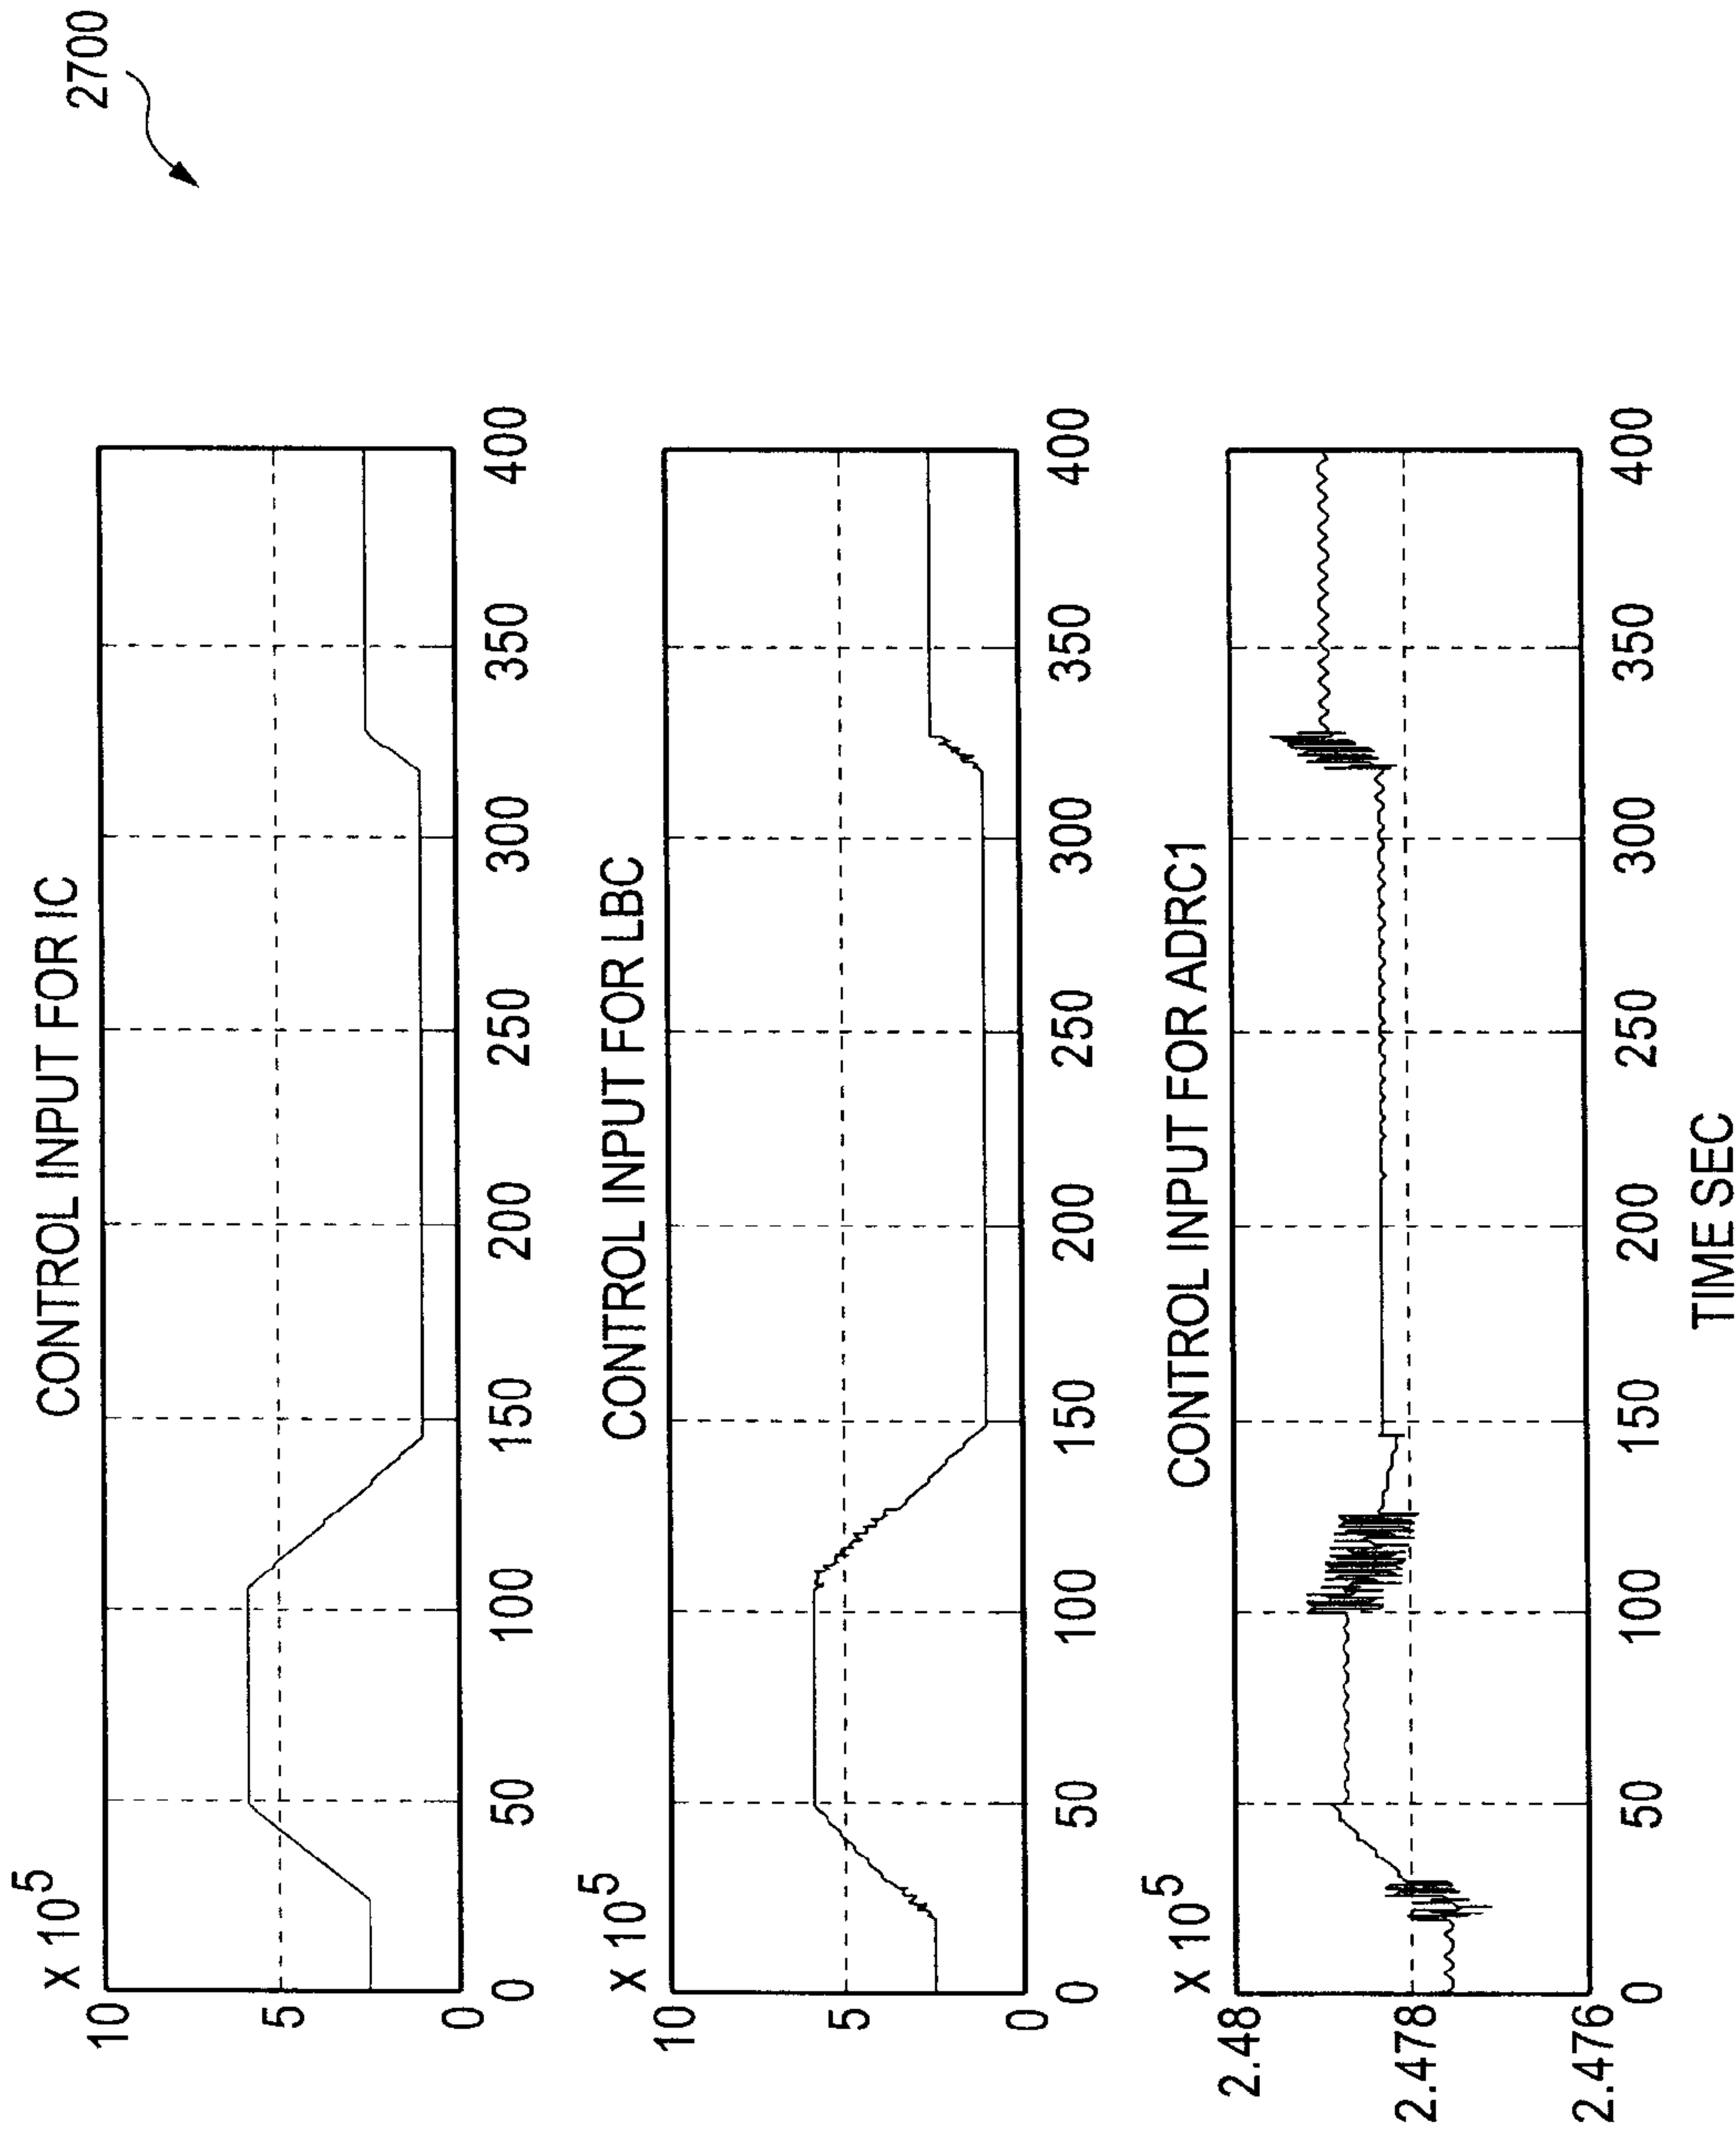 2700
CONTROL INPUT FOR IC
X 10^5
10
5
0
0 50 100 150 200 250 300 350 400
CONTROL INPUT FOR LBC
X 10^5
10
5
0
0 50 100 150 200 250 300 350 400
CONTROL INPUT FOR ADRC1
X 10^5
2.48
2.478
2.476
0 50 100 150 200 250 300 350 400
TIME SEC